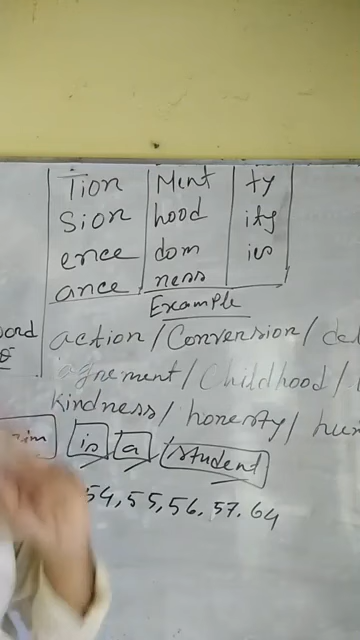 Tion Ment ty
Sion hood ity
ence dom ies
ance ness
Example
action / Conversion / de
agreement / Childhood /
kindness / honesty / hu
is a student
54, 55, 56, 57, 64